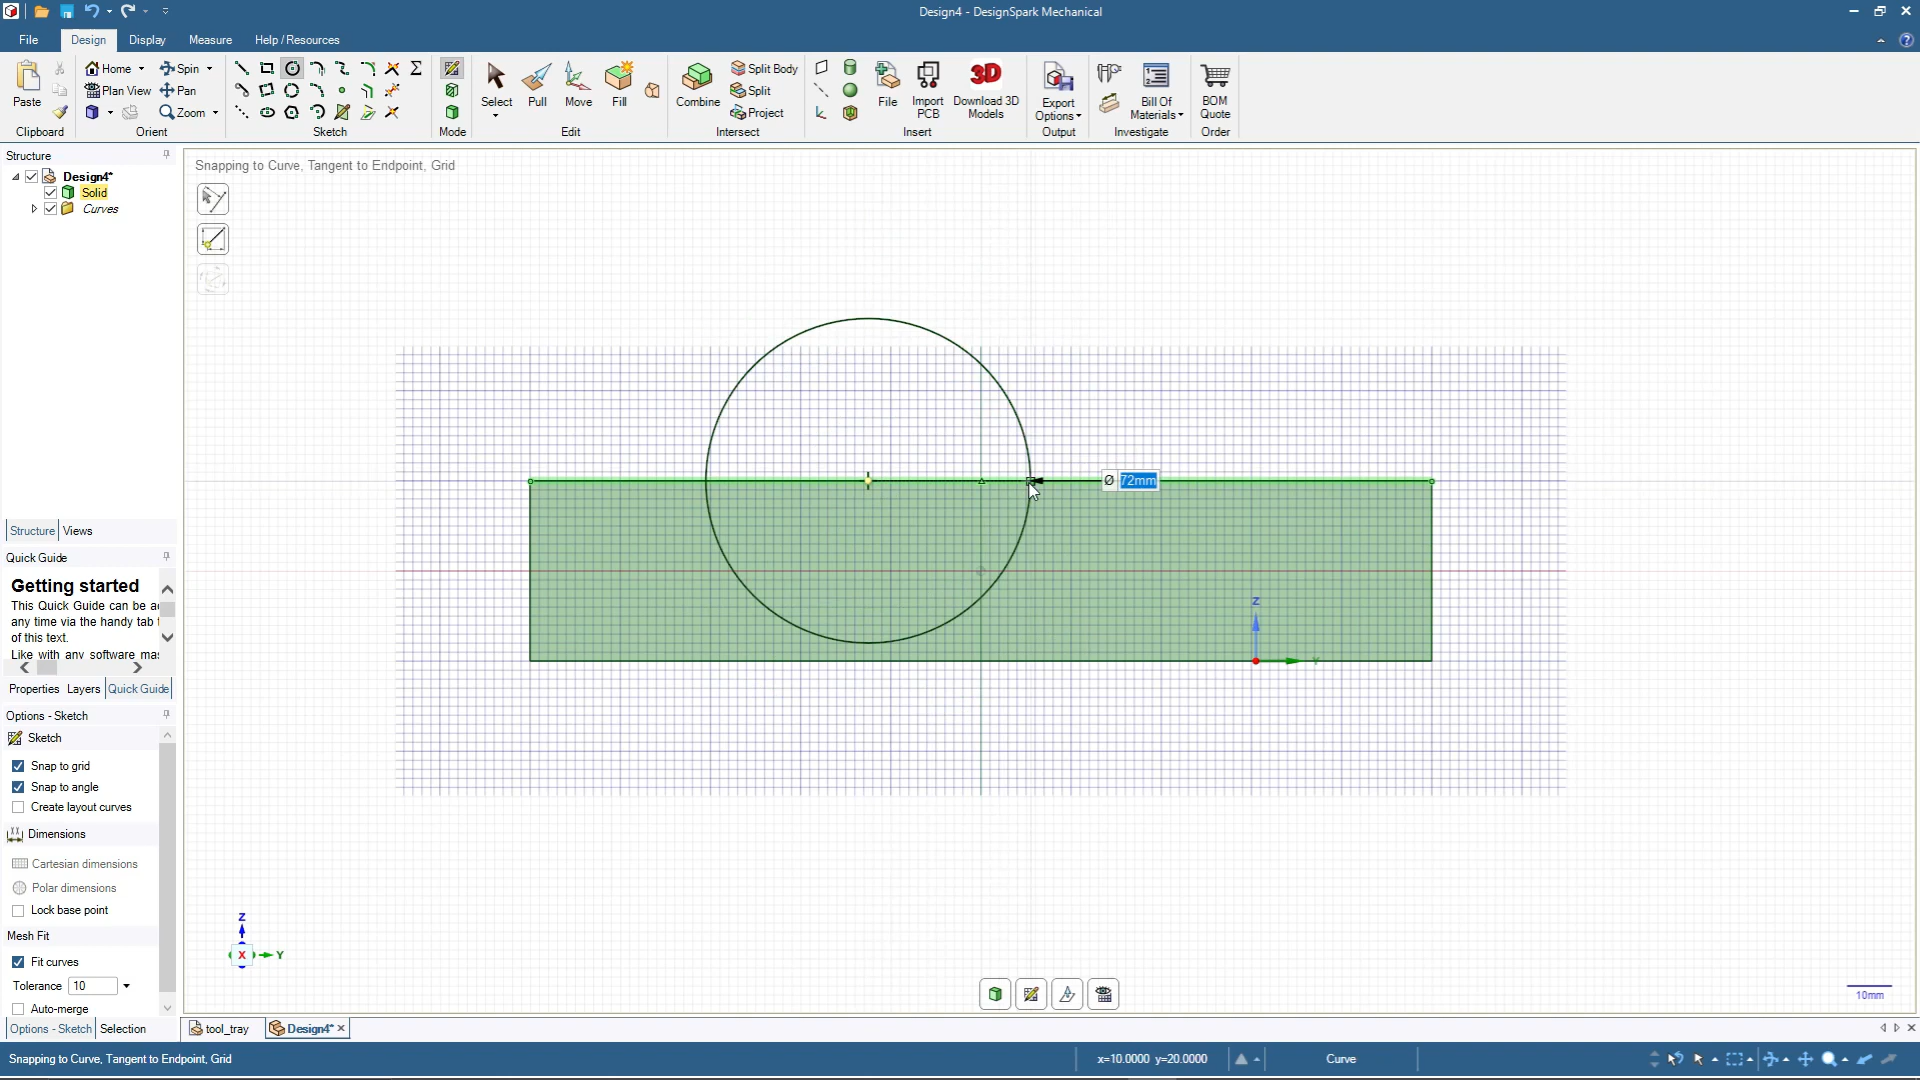 Design4 - DesignSpark Mechanical
File
Design
Display
Measure
Help / Resources
Paste
Clipboard
Home
Spin
Plan View
Pan
Zoom
Orient
Sketch
Mode
Select
Pull
Move
Fill
Edit
Combine
Split Body
Split
Project
Intersect
File
Import PCB
Download 3D Models
Insert
Export Options
Output
Bill Of Materials
Investigate
BOM Quote
Order
Structure
Design4*
Solid
Curves
Structure
Views
Quick Guide
Getting started
This Quick Guide can be a
any time via the handy tab
of this text.
Like with any software
Properties
Layers
Quick Guide
Options - Sketch
Sketch
Snap to grid
Snap to angle
Create layout curves
Dimensions
Cartesian dimensions
Polar dimensions
Lock base point
Mesh Fit
Fit curves
Tolerance 10
Auto-merge
Options - Sketch
Selection
Snapping to Curve, Tangent to Endpoint, Grid
Ø 72mm
Z
Y
Z
X
Y
10mm
tool_tray
Design4*
Snapping to Curve, Tangent to Endpoint, Grid
x=10.0000 y=20.0000
Curve